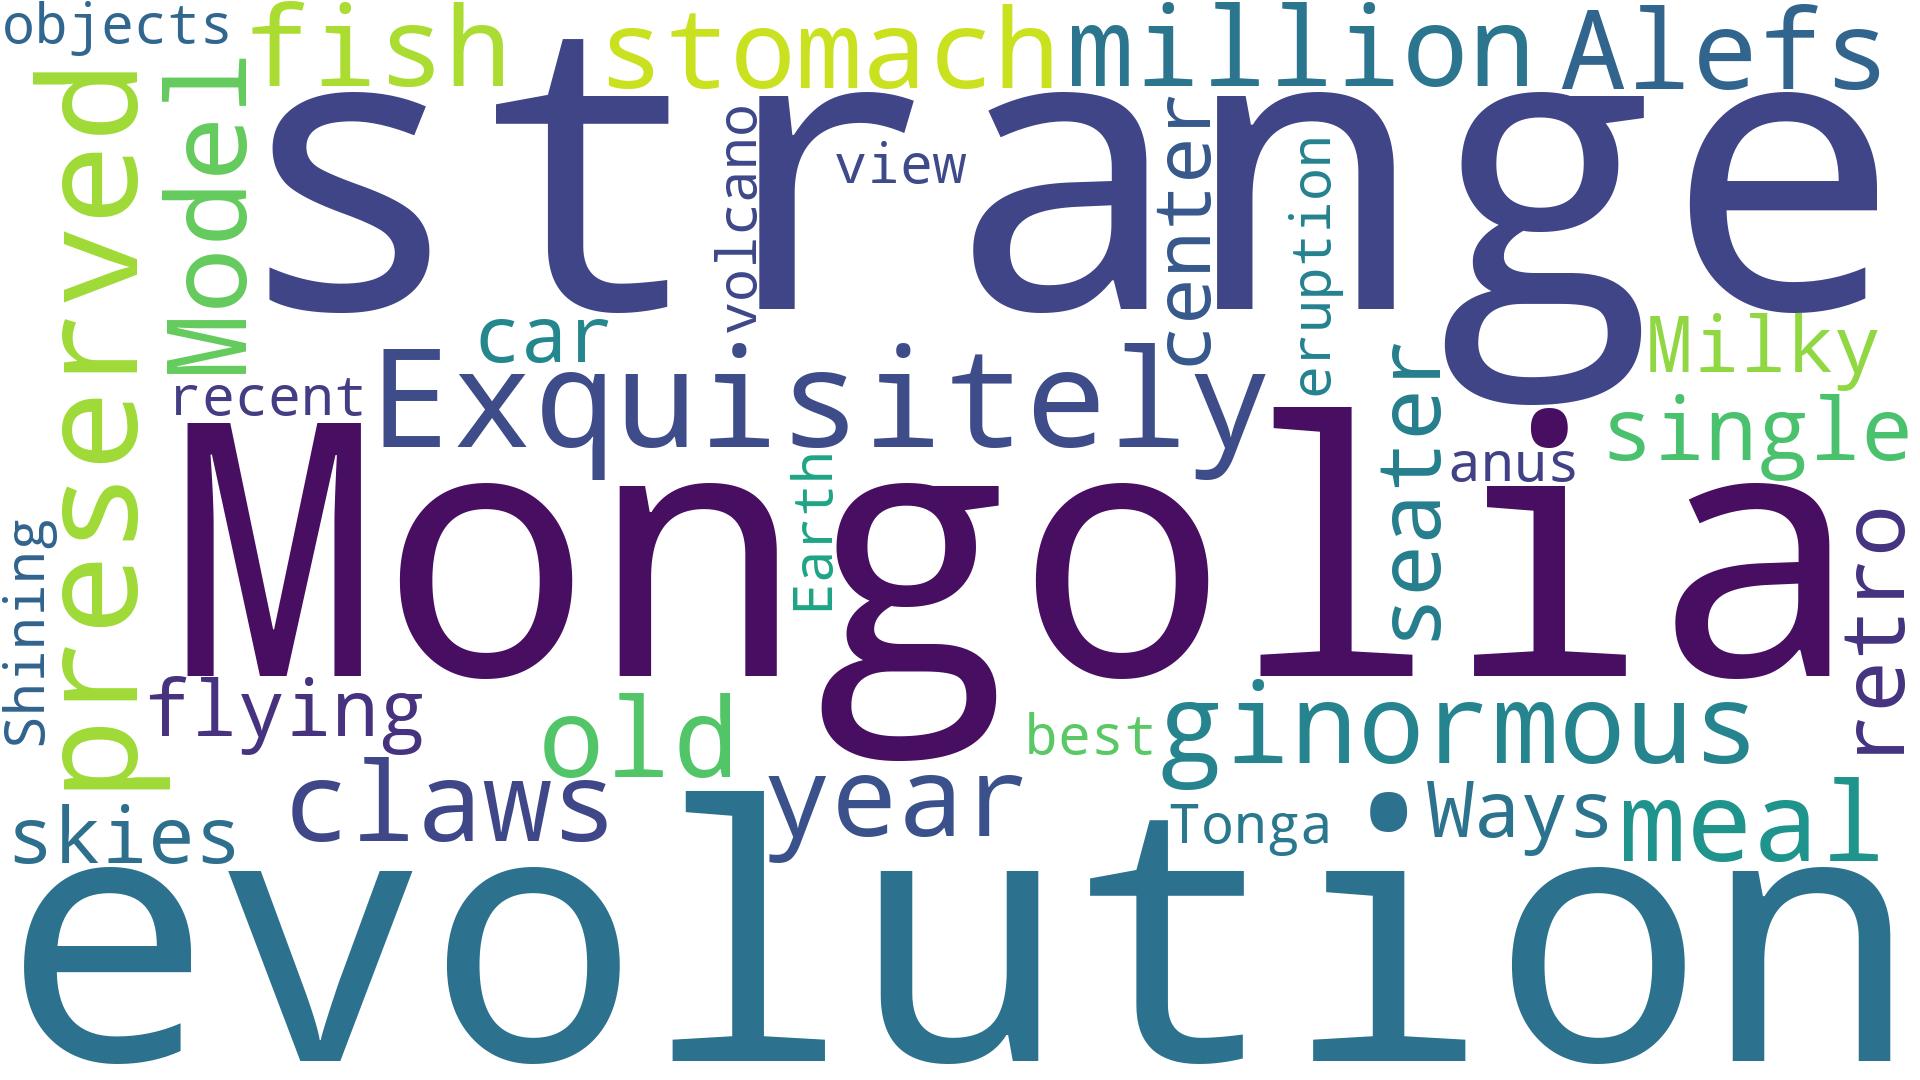 objects
fish
stomach
million
Alefs
strange
preserved
Model
volcano
view
center
eruption
car
Milky
recent
Exquisitely
seater
single
anus
Mongolia
Earth
Shining
retro
flying
old
best
ginormous
claws
year
skies
Tonga
Ways
meal
evolution